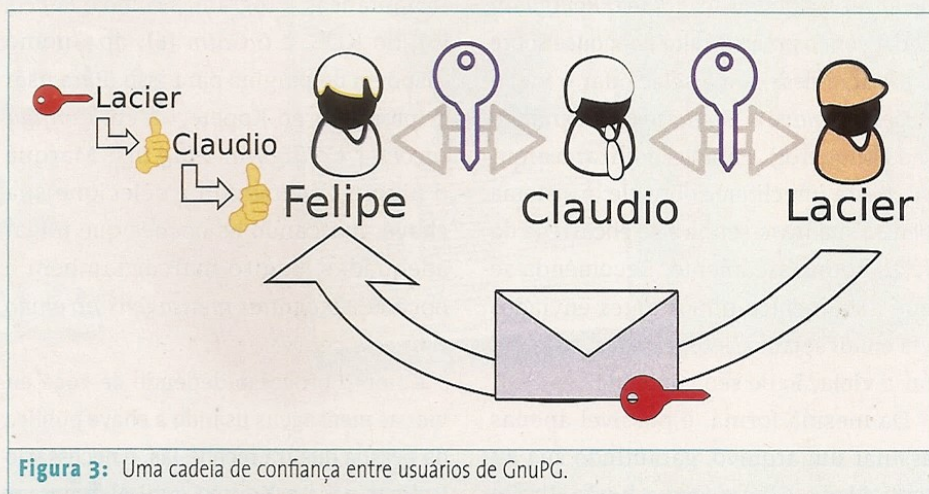 Lacier
Claudio
Felipe
Claudio
Lacier
Figura 3: Uma cadeia de confiança entre usuários de GnuPG.